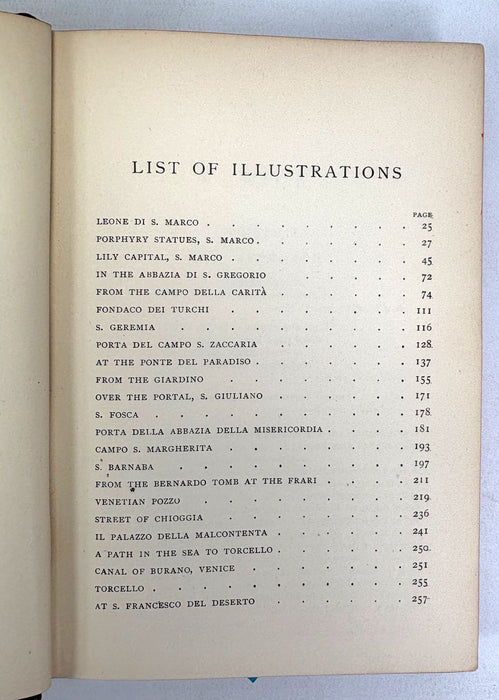 LIST OF ILLUSTRATIONS
PAGE
LEONE DI S. MARCO . . . . . . . . 25
PORPHYRY STATUES, S. MARCO . . . . . . 27
LILY CAPITAL, S. MARCO . . . . . . . 45
IN THE ABBAZIA DI S. GREGORIO . . . . . 72
FROM THE CAMPO DELLA CARITÀ . . . . . 74
FONDACO DEI TURCHI . . . . . . . 111
S. GEREMIA . . . . . . . . 116
PORTA DEL CAMPO S. ZACCARIA . . . . . 128
AT THE PONTE DEL PARADISO . . . . . . 137
FROM THE GIARDINO . . . . . . . 155
OVER THE PORTAL, S. GIULIANO . . . . . 171
S. FOSCA . . . . . . . . . 178
PORTA DELLA ABBAZIA DELLA MISERICORDIA . . . 181
CAMPO S. MARGHERITA . . . . . . . 193
S. BARNABA . . . . . . . . 197
FROM THE BERNARDO TOMB AT THE FRARI . . . . 211
VENETIAN POZZO . . . . . . . . 219
STREET OF CHIOGGIA . . . . . . . 236
IL PALAZZO DELLA MALCONTENTA . . . . . 241
A PATH IN THE SEA TO TORCELLO . . . . . 250
CANAL OF BURANO, VENICE . . . . . . 251
TORCELLO . . . . . . . . . 255
AT S. FRANCESCO DEL DESERTO . . . . . 257